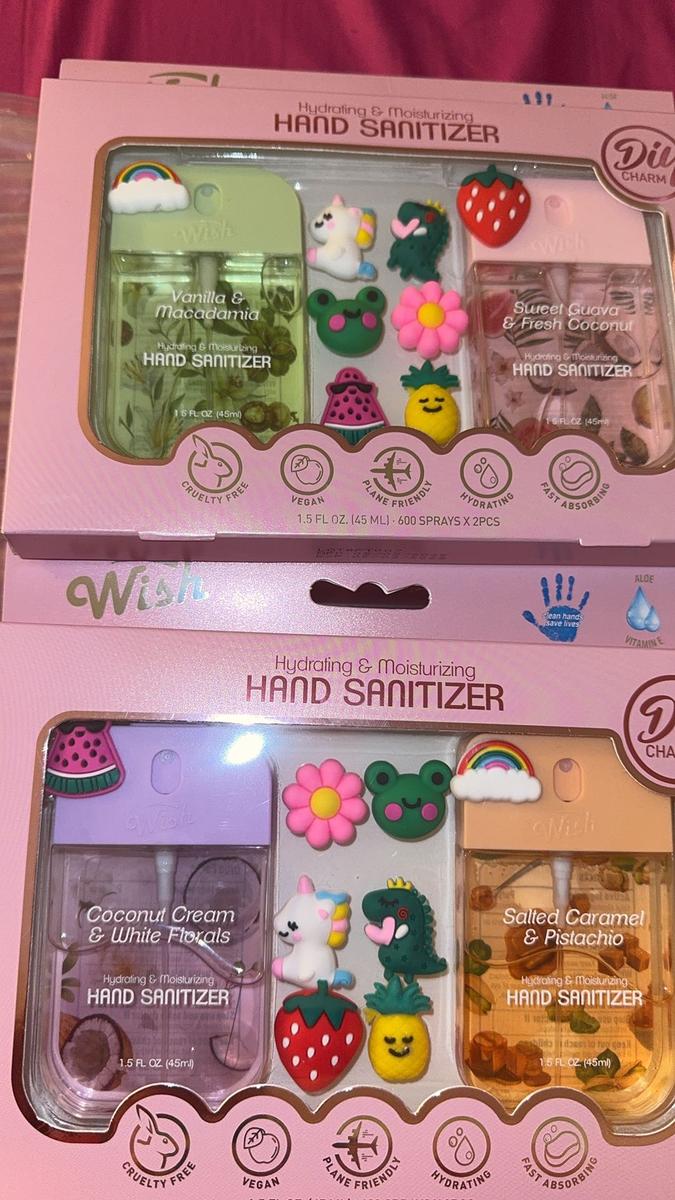 Hydrating & Moisturizing
HAND SANITIZER
CHARM
Wish
Vanilla &
Macadamia
Hydrating & Moisturizing
HAND SANITIZER
1.5 FL OZ. (45ml)
Wish
Sweet Guava
& Fresh Coconut
Hydrating & Moisturizing
HAND SANITIZER
1.5 FL OZ. (45ml)
CRUELTY FREE
VEGAN
PLANE FRIENDLY
HYDRATING
FAST ABSORBING
1.5 FL OZ. (45 ML) · 600 SPRAYS X 2PCS
Wish
clean hands
save lives
ALOE
VITAMIN E
Hydrating & Moisturizing
HAND SANITIZER
Wish
Coconut Cream
& White Florals
Hydrating & Moisturizing
HAND SANITIZER
1.5 FL OZ. (45ml)
Wish
Salted Caramel
& Pistachio
Hydrating & Moisturizing
HAND SANITIZER
1.5 FL OZ. (45ml)
CRUELTY FREE
VEGAN
PLANE FRIENDLY
HYDRATING
FAST ABSORBING